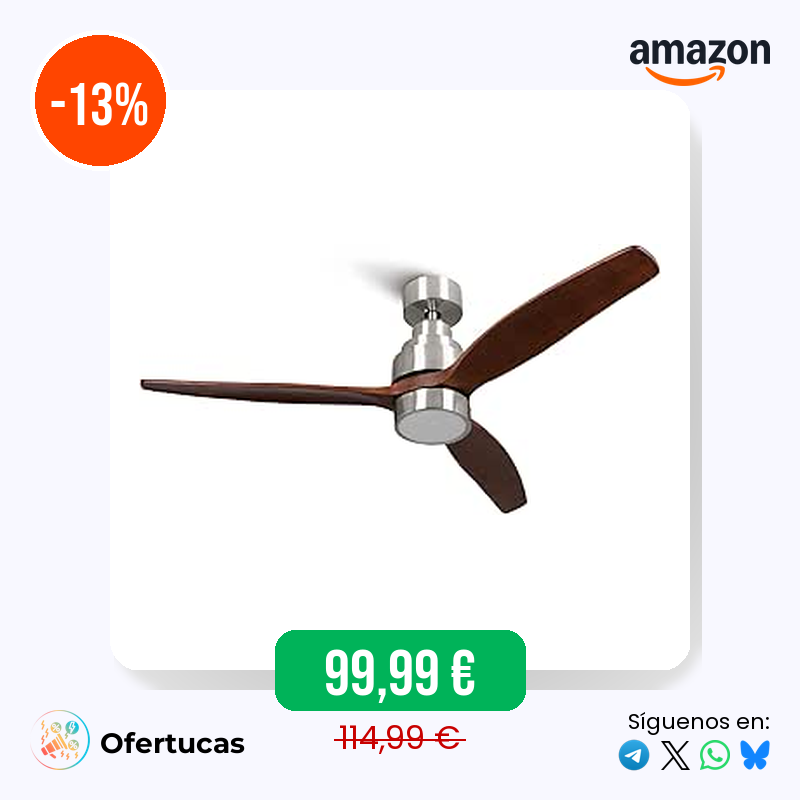 -13%
amazon
99,99 €
114,99 €
Ofertucas
Síguenos en: